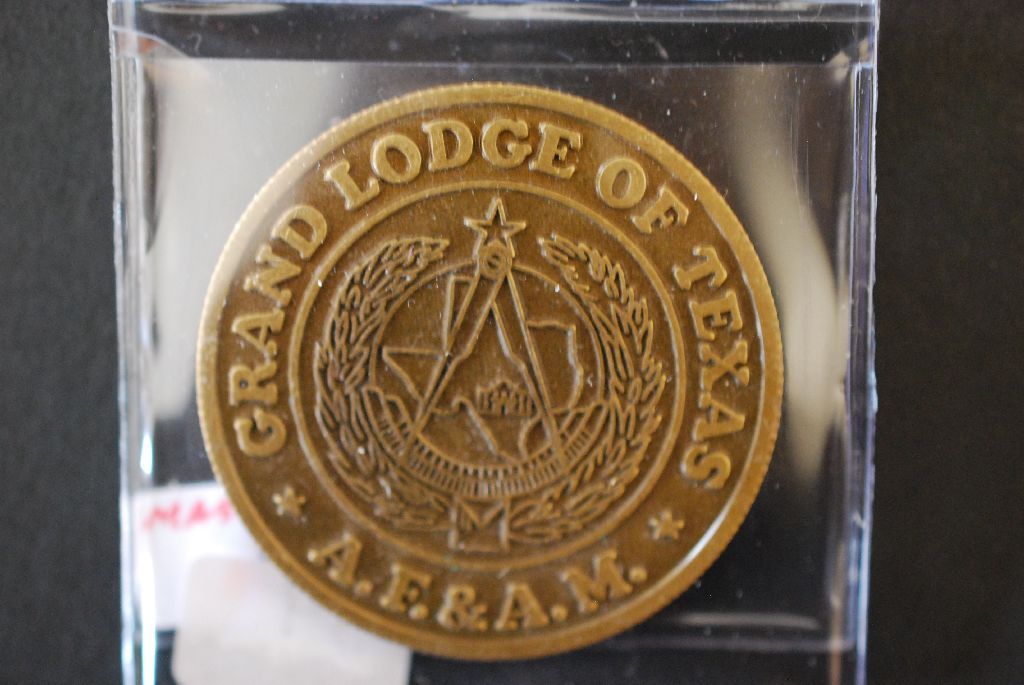 GRAND LODGE OF TEXAS
A.F.& A.M.